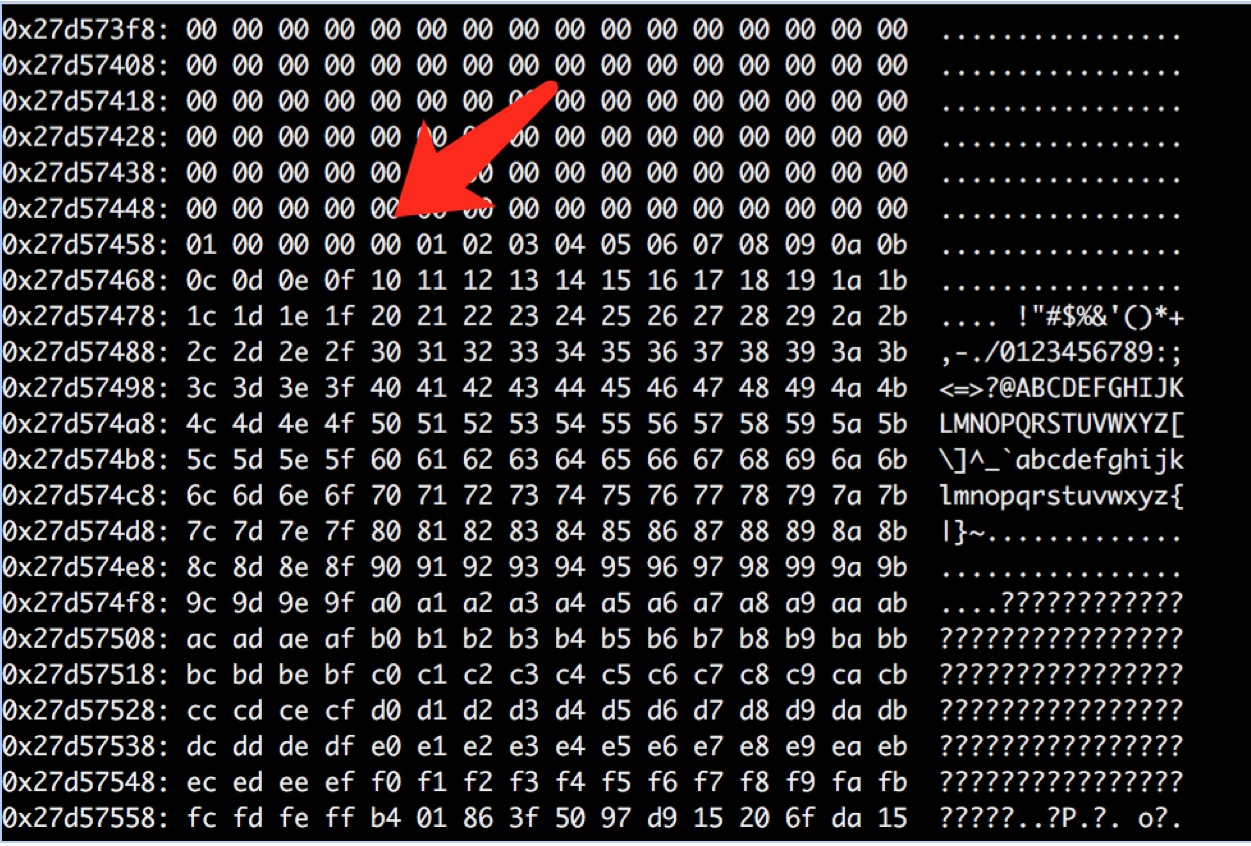 0x27d573f8: 00 00 00 00 00 00 00 00 00 00 00 00 00 00 00 00 ................
0x27d57408: 00 00 00 00 00 00 00 00 00 00 00 00 00 00 00 00 ................
0x27d57418: 00 00 00 00 00 00 00 00 00 00 00 00 00 00 00 00 ................
0x27d57428: 00 00 00 00 00 00 00 00 00 00 00 00 00 00 00 ................
0x27d57438: 00 00 00 00 00 00 00 00 00 00 00 00 00 00 00 ................
0x27d57448: 00 00 00 00 00 00 00 00 00 00 00 00 00 00 00 00 ................
0x27d57458: 01 00 00 00 00 01 02 03 04 05 06 07 08 09 0a 0b ................
0x27d57468: 0c 0d 0e 0f 10 11 12 13 14 15 16 17 18 19 1a 1b ................
0x27d57478: 1c 1d 1e 1f 20 21 22 23 24 25 26 27 28 29 2a 2b .... !"#$%&'()*+
0x27d57488: 2c 2d 2e 2f 30 31 32 33 34 35 36 37 38 39 3a 3b ,-./0123456789:;
0x27d57498: 3c 3d 3e 3f 40 41 42 43 44 45 46 47 48 49 4a 4b <=>?@ABCDEFGHIJK
0x27d574a8: 4c 4d 4e 4f 50 51 52 53 54 55 56 57 58 59 5a 5b LMNOPQRSTUVWXYZ[
0x27d574b8: 5c 5d 5e 5f 60 61 62 63 64 65 66 67 68 69 6a 6b \]^_`abcdefghijk
0x27d574c8: 6c 6d 6e 6f 70 71 72 73 74 75 76 77 78 79 7a 7b lmnopqrstuvwxyz{
0x27d574d8: 7c 7d 7e 7f 80 81 82 83 84 85 86 87 88 89 8a 8b |}~.............
0x27d574e8: 8c 8d 8e 8f 90 91 92 93 94 95 96 97 98 99 9a 9b ................
0x27d574f8: 9c 9d 9e 9f a0 a1 a2 a3 a4 a5 a6 a7 a8 a9 aa ab ....????????????
0x27d57508: ac ad ae af b0 b1 b2 b3 b4 b5 b6 b7 b8 b9 ba bb ????????????????
0x27d57518: bc bd be bf c0 c1 c2 c3 c4 c5 c6 c7 c8 c9 ca cb ????????????????
0x27d57528: cc cd ce cf d0 d1 d2 d3 d4 d5 d6 d7 d8 d9 da db ????????????????
0x27d57538: dc dd de df e0 e1 e2 e3 e4 e5 e6 e7 e8 e9 ea eb ????????????????
0x27d57548: ec ed ee ef f0 f1 f2 f3 f4 f5 f6 f7 f8 f9 fa fb ????????????????
0x27d57558: fc fd fe ff b4 01 86 3f 50 97 d9 15 20 6f da 15 ?????..?P.?. o?.